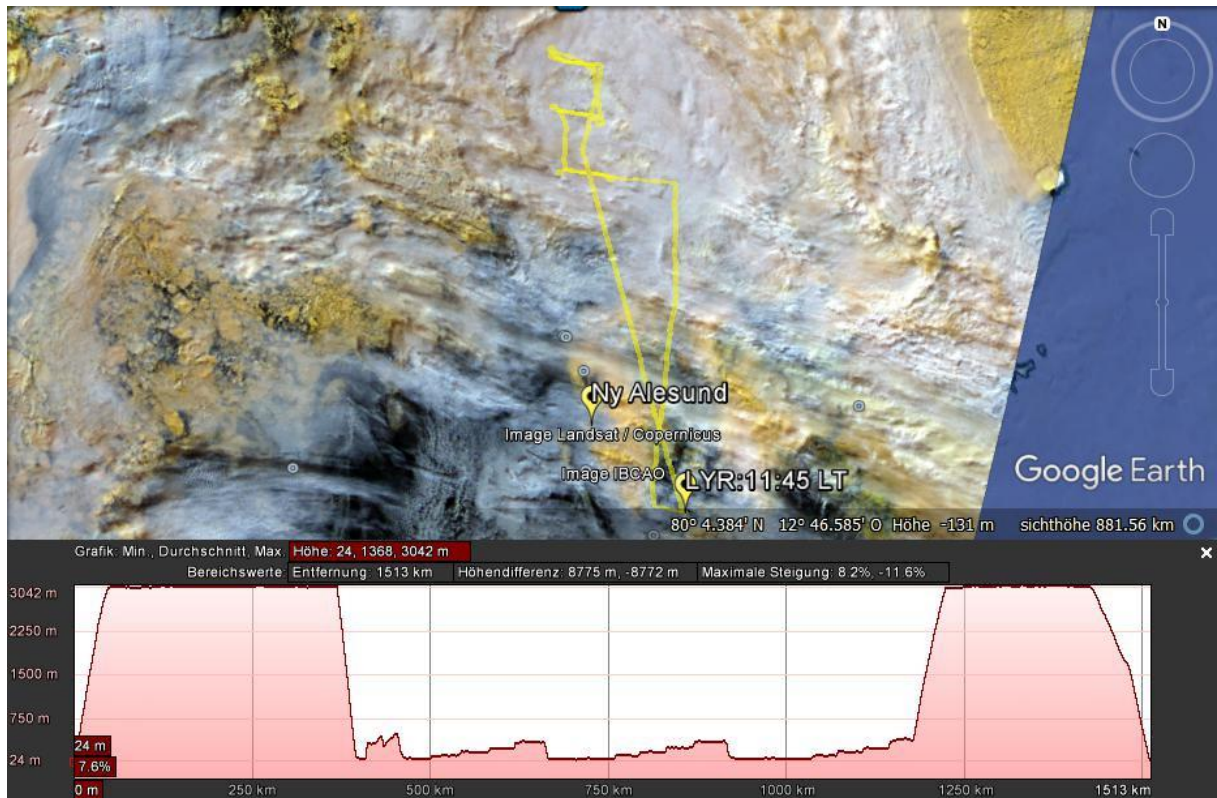 N
Ny Alesund
Image Landsat / Copernicus
Image IBCAO
LYR:11:45 LT
Google Earth
80° 4.384' N 12° 46.585' O Höhe -131 m sichthöhe 881.56 km
Grafik: Min., Durchschnitt, Max. Höhe: 24, 1368, 3042 m
Bereichswerte: Entfernung: 1513 km Höhendifferenz: 8775 m, -8772 m Maximale Steigung: 8.2%, -11.6%
3042 m
2250 m
1500 m
750 m
24 m
24 m
7.6%
0 m 250 km 500 km 750 km 1000 km 1250 km 1513 km